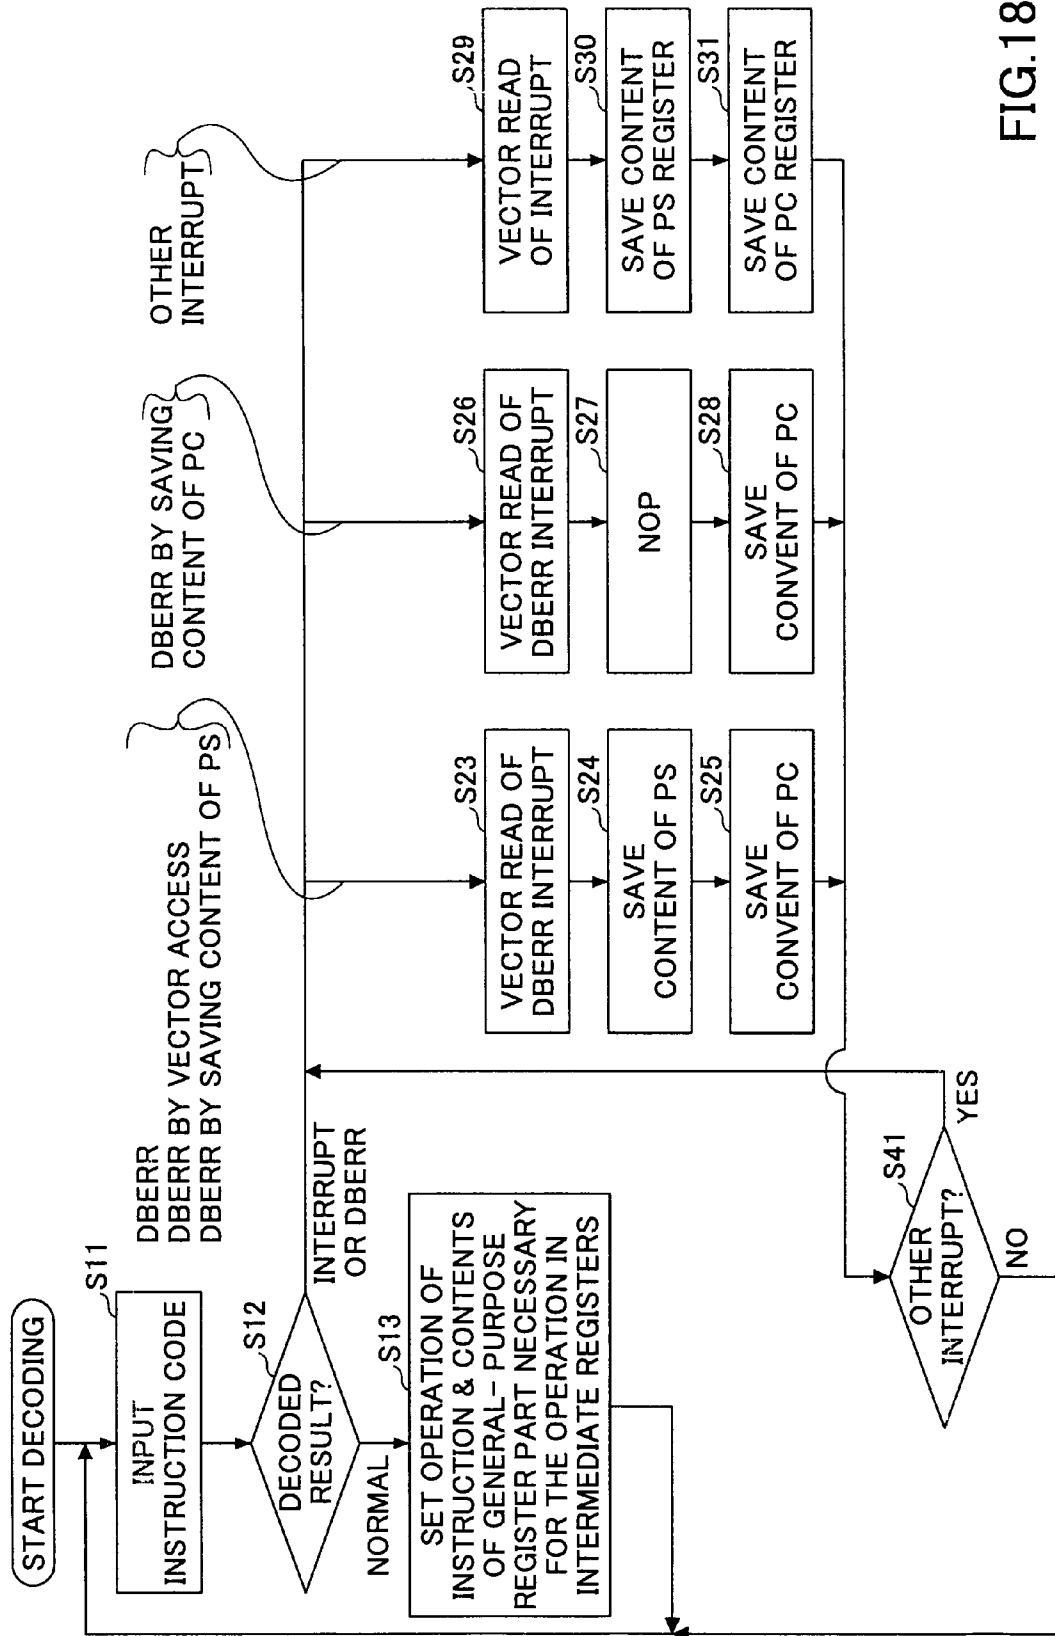 START DECODING
S11
INPUT
INSTRUCTION CODE
S12
DECODED
RESULT?
INTERRUPT
OR DBERR
NORMAL
S13
SET OPERATION OF
INSTRUCTION & CONTENTS
OF GENERAL-PURPOSE
REGISTER PART NECESSARY
FOR THE OPERATION IN
INTERMEDIATE REGISTERS
DBERR
DBERR BY VECTOR ACCESS
DBERR BY SAVING CONTENT OF PS
S23
VECTOR READ OF
DBERR INTERRUPT
S24
SAVE
CONTENT OF PS
S25
SAVE
CONVENT OF PC
DBERR BY SAVING
CONTENT OF PC
S26
VECTOR READ OF
DBERR INTERRUPT
S27
NOP
S28
SAVE
CONVENT OF PC
OTHER
INTERRUPT
S29
VECTOR READ
OF INTERRUPT
S30
SAVE CONTENT
OF PS REGISTER
S31
SAVE CONTENT
OF PC REGISTER
S41
OTHER
INTERRUPT?
YES
NO
FIG.18